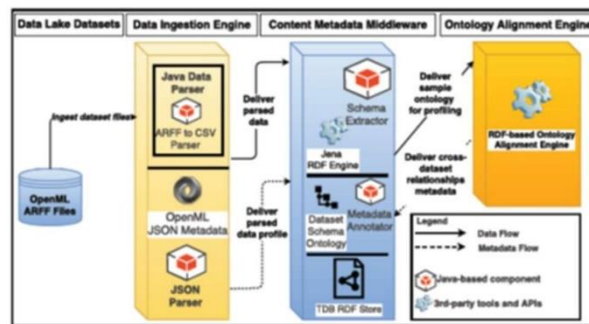 Data Lake Datasets
Data Ingestion Engine
Content Metadata Middleware
Ontology Alignment Engine
Ingest dataset files
OpenML
ARFF Files
Java Data
Parser
ARFF to CSV
Parser
OpenML
JSON Metadata
JSON
Parser
Deliver
parsed
data
Deliver
parsed
data profile
Schema
Extractor
Jena
RDF Engine
Dataset
Schema
Ontology
Metadata
Annotator
TDB RDF Store
Deliver
sample
ontology
for profiling
Deliver cross-
dataset
relationships
metadata
RDF-based Ontology
Alignment Engine
Legend
Data Flow
Metadata Flow
Java-based component
3rd-party tools and APIs